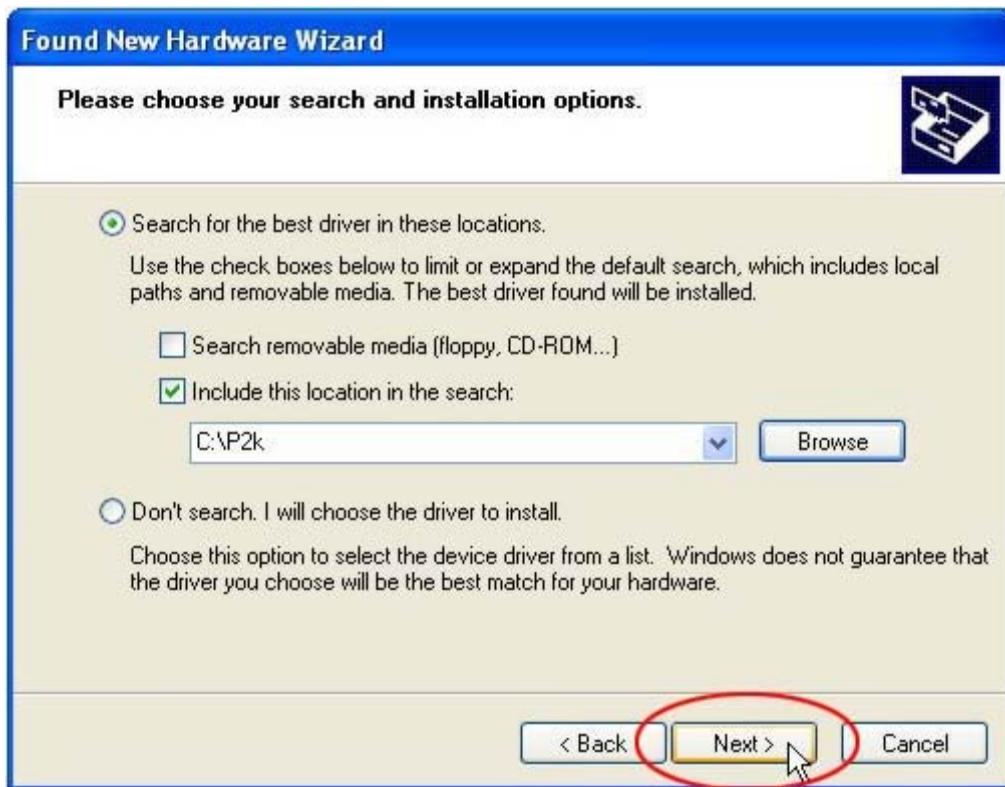 Found New Hardware Wizard
Please choose your search and installation options.
Search for the best driver in these locations.
Use the check boxes below to limit or expand the default search, which includes local
paths and removable media. The best driver found will be installed.
Search removable media (floppy, CD-ROM...)
Include this location in the search:
C:\P2k
Browse
Don't search. I will choose the driver to install.
Choose this option to select the device driver from a list. Windows does not guarantee that
the driver you choose will be the best match for your hardware.
< Back
Next >
Cancel